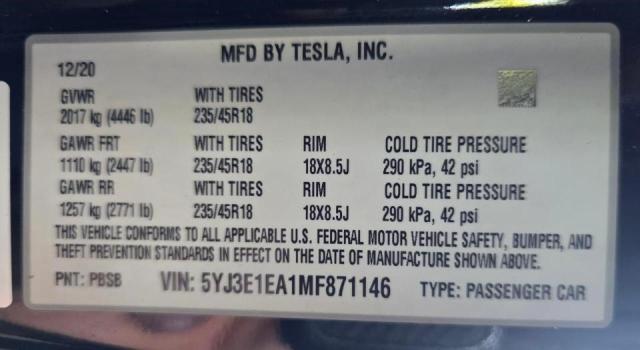 MFD BY TESLA, INC.
12/20
GVWR WITH TIRES
2017 kg (4446 lb) 235/45R18
GAWR FRT WITH TIRES RIM COLD TIRE PRESSURE
1110 kg (2447 lb) 235/45R18 18X8.5J 290 kPa, 42 psi
GAWR RR WITH TIRES RIM COLD TIRE PRESSURE
1257 kg (2771 lb) 235/45R18 18X8.5J 290 kPa, 42 psi
THIS VEHICLE CONFORMS TO ALL APPLICABLE U.S. FEDERAL MOTOR VEHICLE SAFETY, BUMPER, AND
THEFT PREVENTION STANDARDS IN EFFECT ON THE DATE OF MANUFACTURE SHOWN ABOVE.
PNT: PBSB VIN: 5YJ3E1EA1MF871146 TYPE: PASSENGER CAR